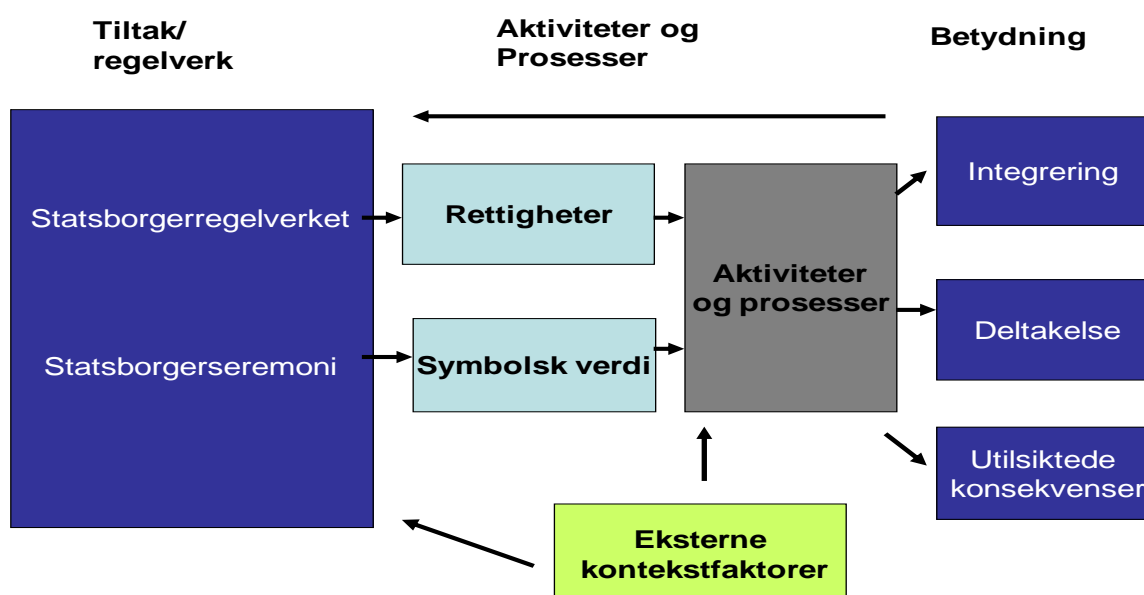 Tiltak/
regelverk
Aktiviteter og
Prosesser
Betydning
Statsborgerregelverket
Statsborgerseremoni
Rettigheter
Symbolsk verdi
Aktiviteter
og prosesser
Integrering
Deltakelse
Utilsiktede
konsekvenser
Eksterne
kontekstfaktorer